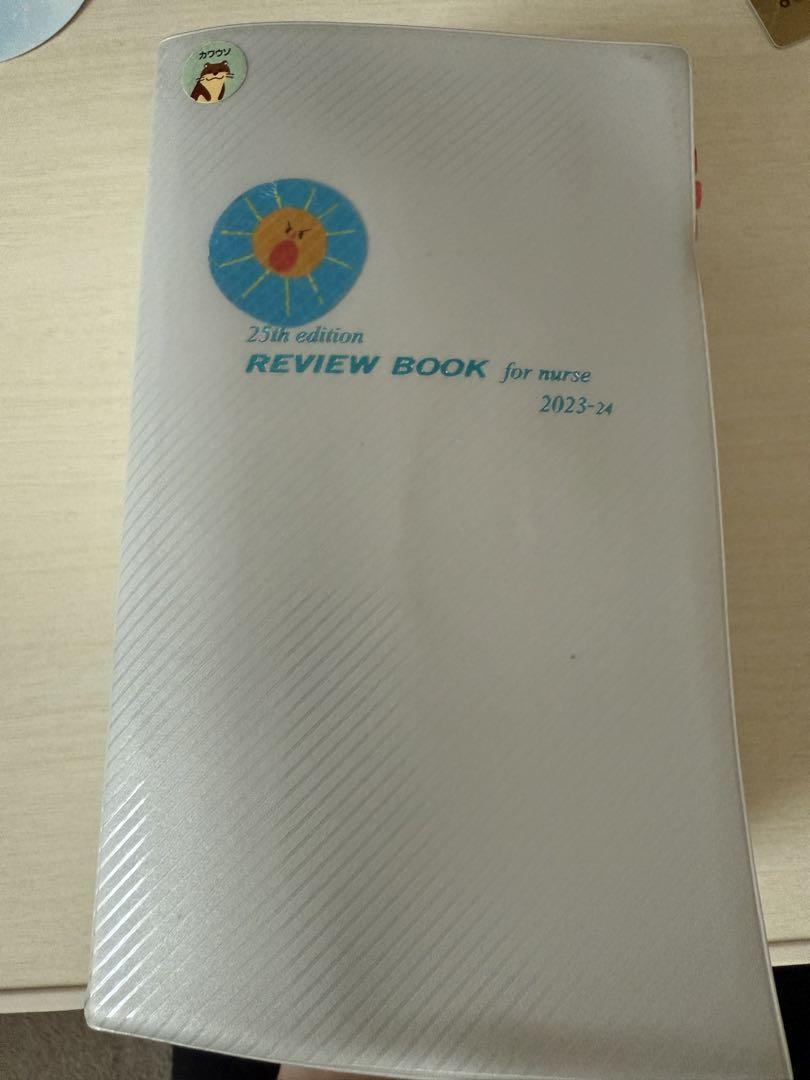 カワウソ
25th edition
REVIEW BOOK for nurse
2023-24